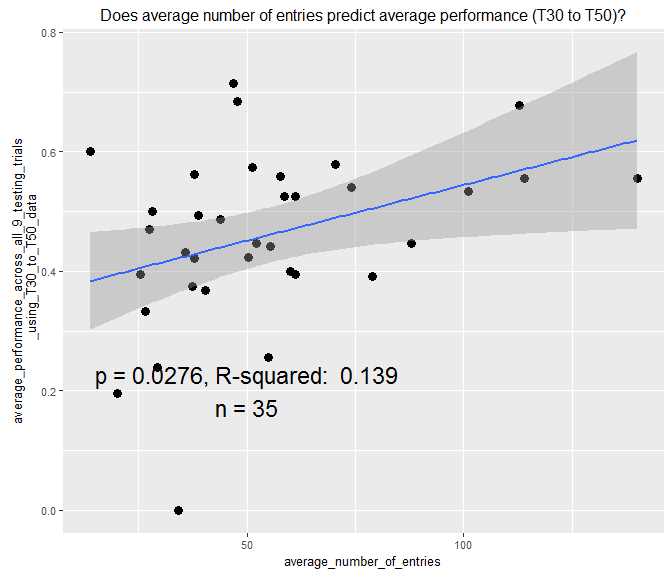 Does average number of entries predict average performance (T30 to T50)?
average_performance_across_all_9_testing_trials
_using_T30_to_T50_data
0.8
0.6
0.4
0.2
0.0
p = 0.0276, R-squared:  0.139
n = 35
50
100
average_number_of_entries